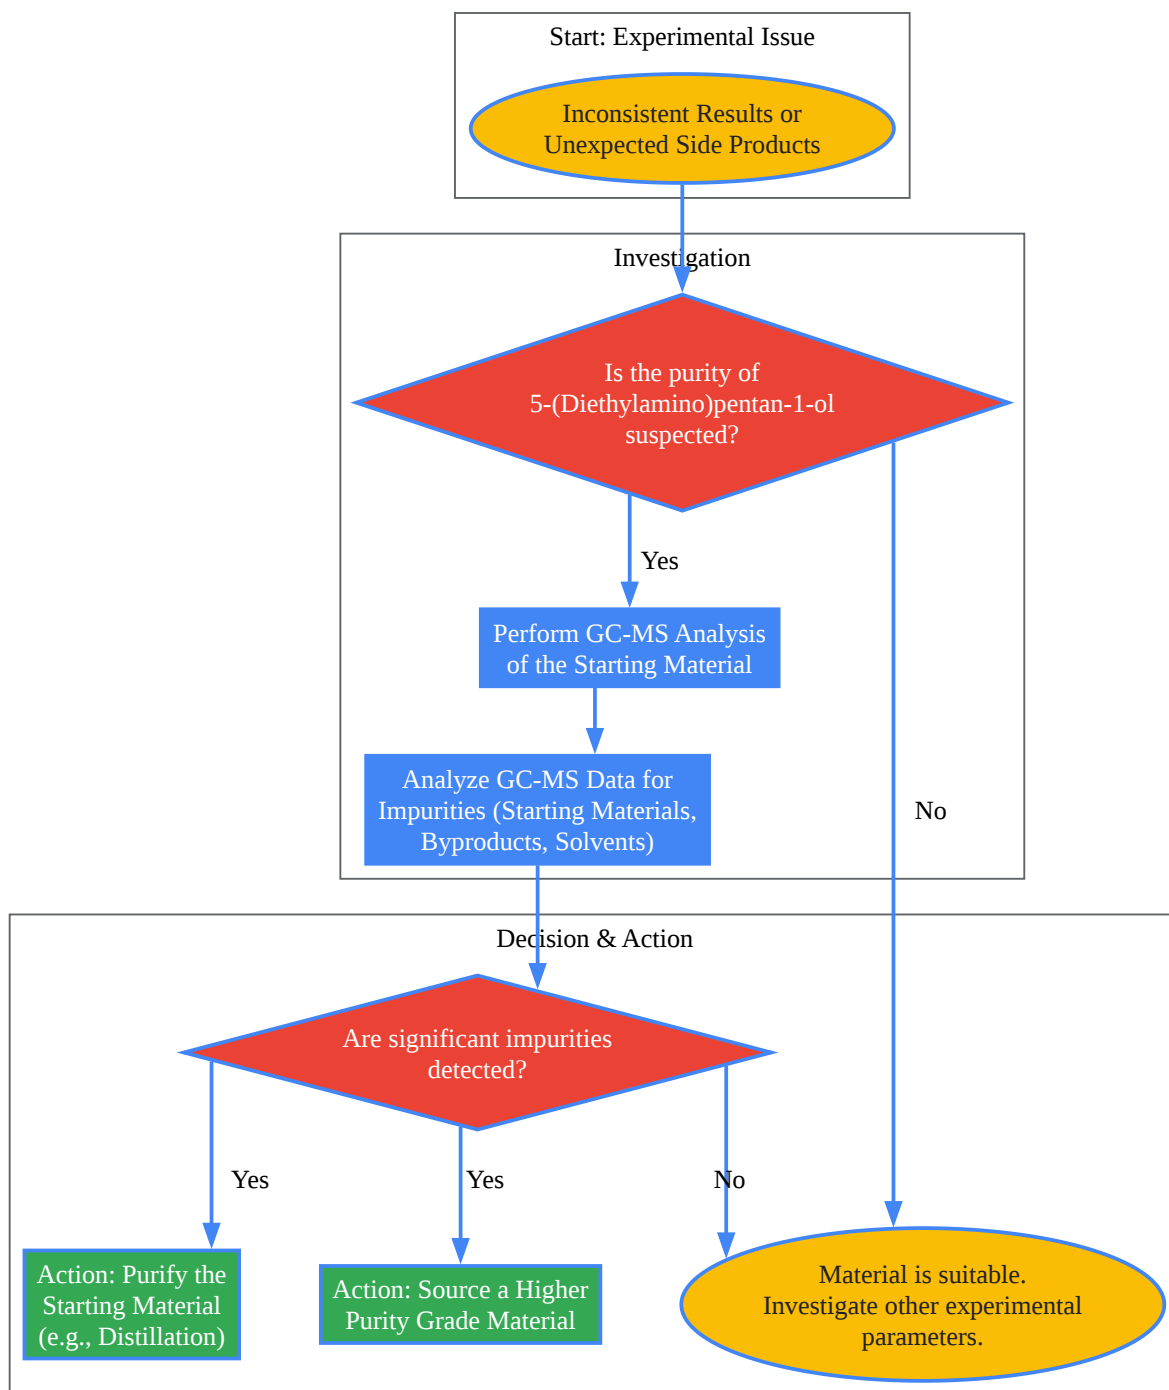 Start: Experimental Issue
Inconsistent Results or
Unexpected Side Products
Investigation
Is the purity of
5-(Diethylamino)pentan-1-ol
suspected?
Yes
Perform GC-MS Analysis
of the Starting Material
Analyze GC-MS Data for
Impurities (Starting Materials,
Byproducts, Solvents)
No
Decision & Action
Are significant impurities
detected?
Yes
Yes
No
Action: Purify the
Starting Material
(e.g., Distillation)
Action: Source a Higher
Purity Grade Material
Material is suitable.
Investigate other experimental
parameters.